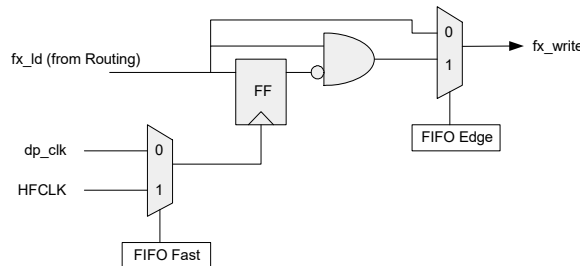 0
fx_write
fx_ld (from Routing)
1
FF
FIFO Edge
dp_clk
0
HFCLK
1
FIFO Fast